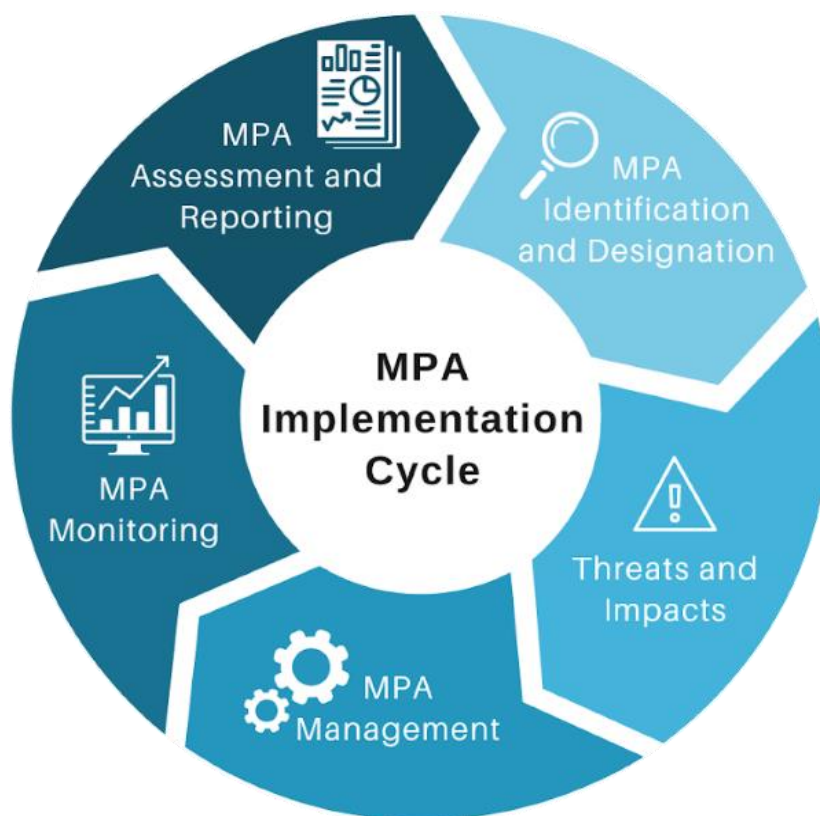 MPA
Implementation
Cycle
MPA
Identification
and Designation
Threats and
Impacts
MPA
Management
MPA
Monitoring
MPA
Assessment and
Reporting